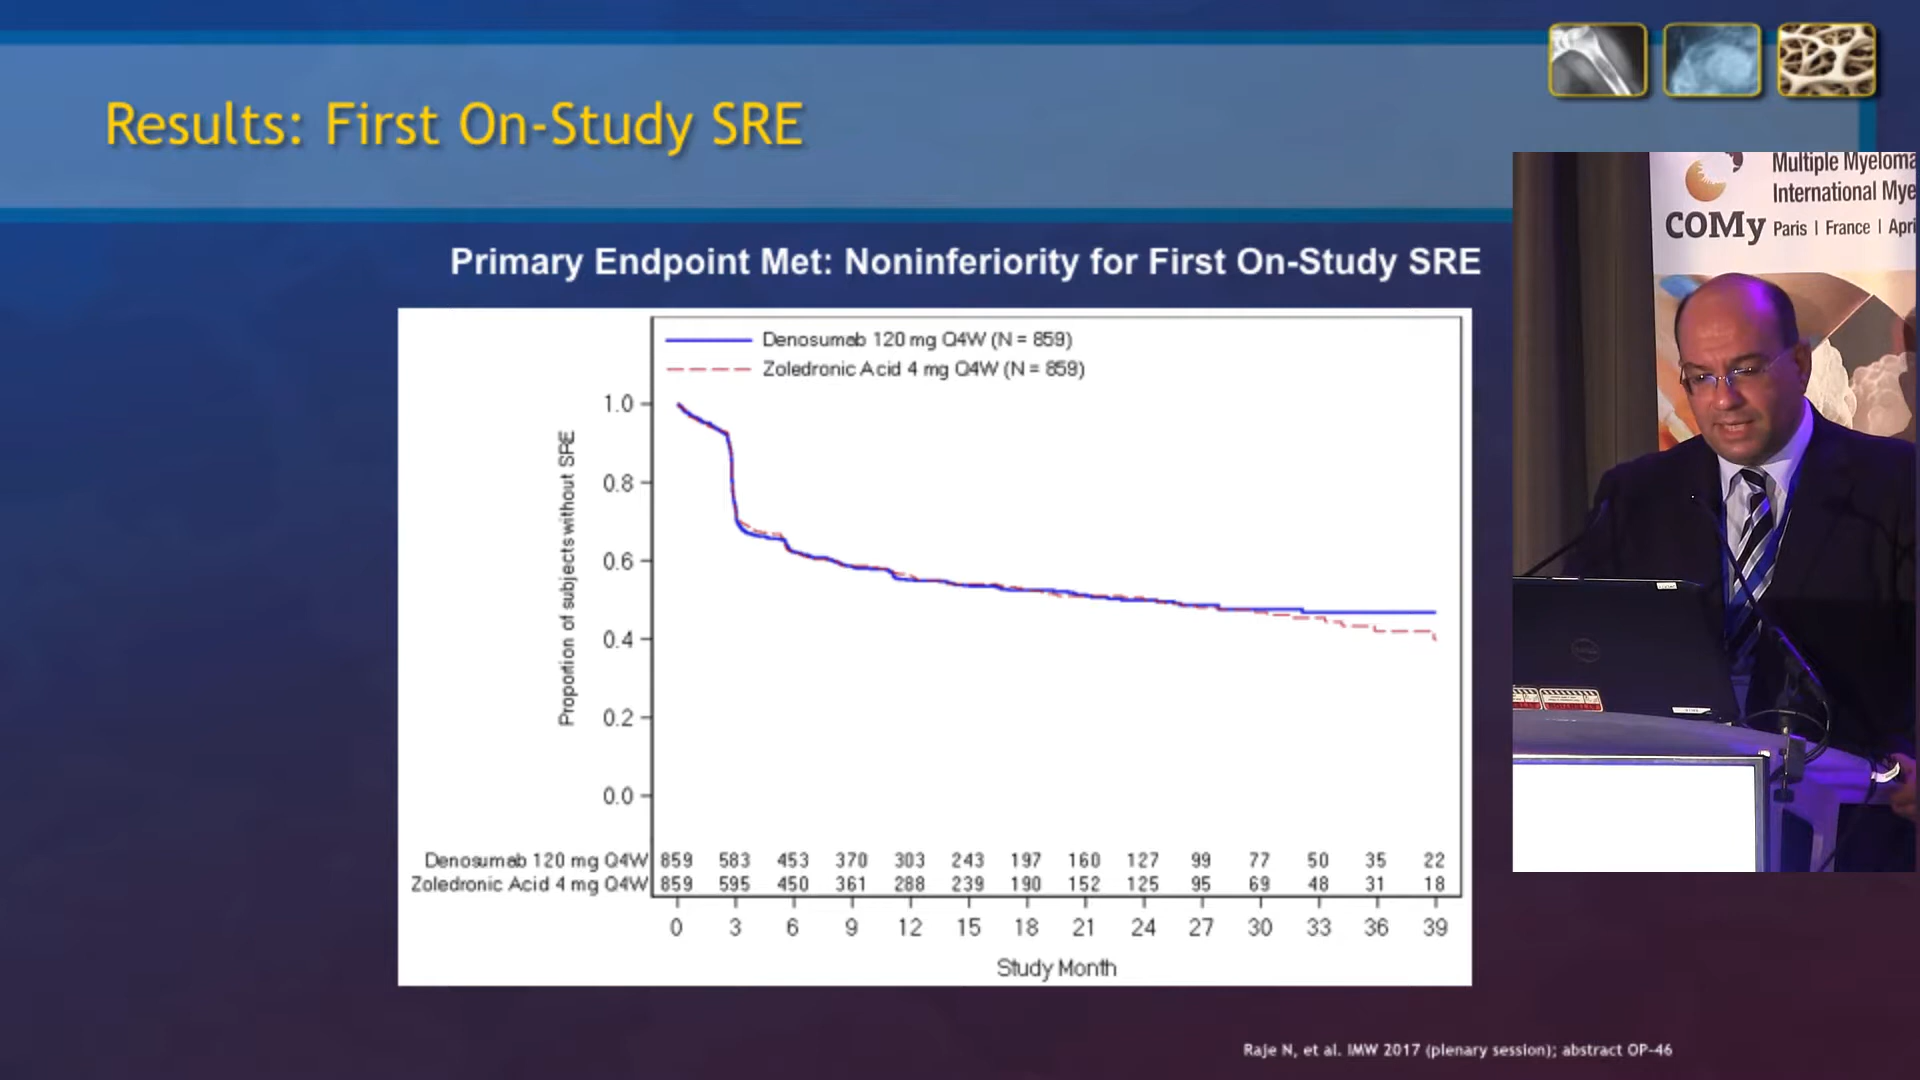 Results: First On-Study SRE
Multiple Myeloma
International Mye
COMy
Paris | France | Apri
Primary Endpoint Met: Noninferiority for First On-Study SRE
Denosumab 120 mg Q4W (N = 859)
Zoledronic Acid 4 mg Q4W (N = 859)
1.0
0.8
0.6
0.4
0.2
0.0
Proportion of subjects without SRE
Denosumab 120 mg Q4W 859 583 453 370 303 243 197 160 127 99 77 50 35 22
Zoledronic Acid 4 mg Q4W 859 595 450 361 288 239 190 152 125 95 69 48 31 18
0 3 6 9 12 15 18 21 24 27 30 33 36 39
Study Month
Raje N, et al. IMW 2017 (plenary session); abstract OP-46